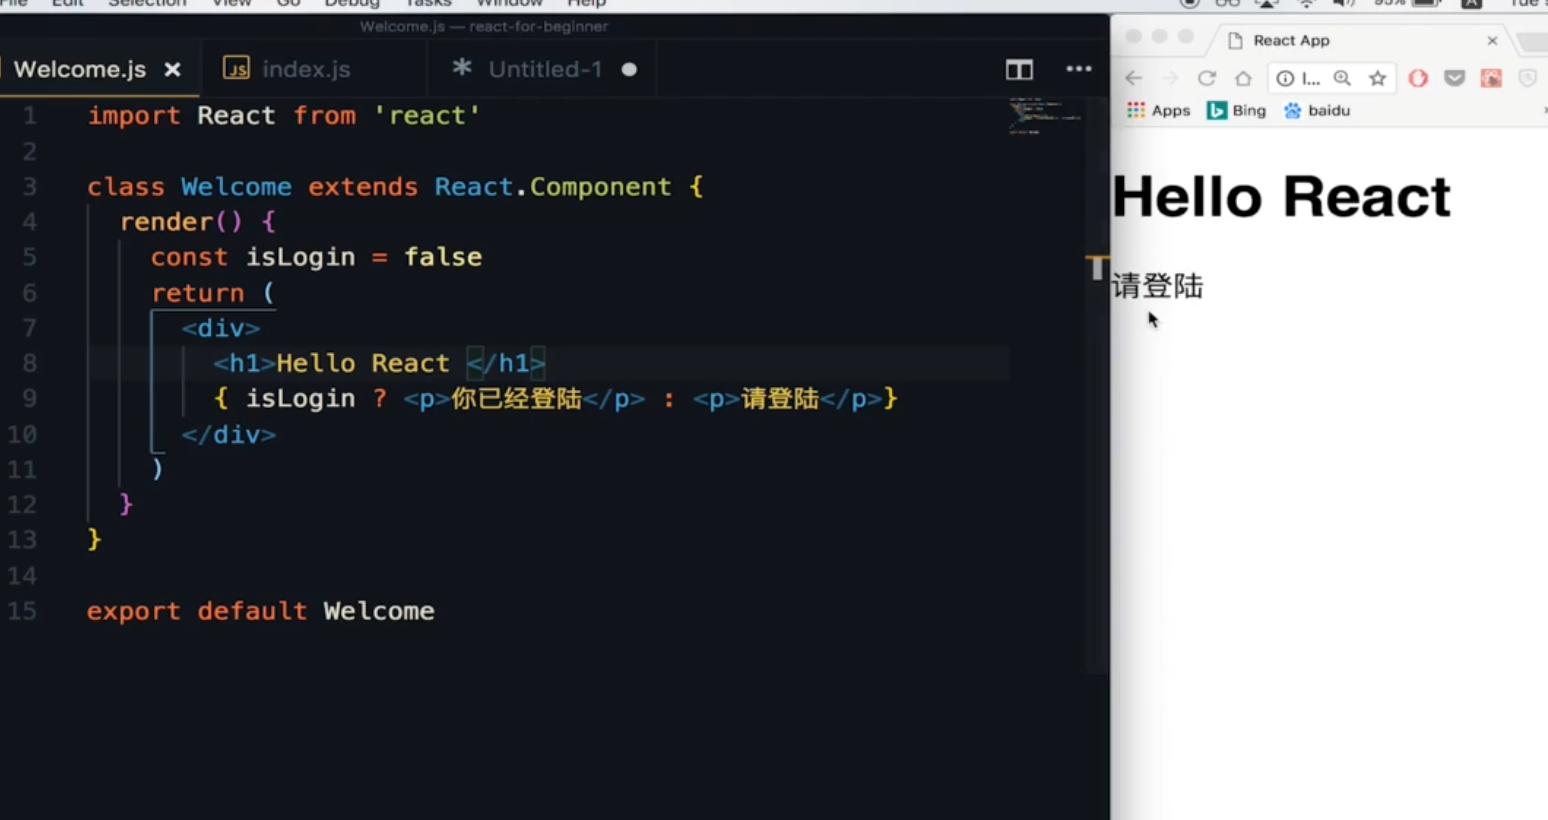 File Edit Selection View Go Debug Tasks Window Help 95% A Tue
Welcome.js — react-for-beginner
Welcome.js × JS index.js * Untitled-1 ● •••
1 import React from 'react'
2
3 class Welcome extends React.Component {
4 render() {
5 const isLogin = false
6 return (
7 <div>
8 <h1>Hello React </h1>
9 { isLogin ? <p>你已经登陆</p> : <p>请登陆</p>}
10 </div>
11 )
12 }
13 }
14
15 export default Welcome
React App ×
l...
Apps Bing baidu
Hello React
请登陆